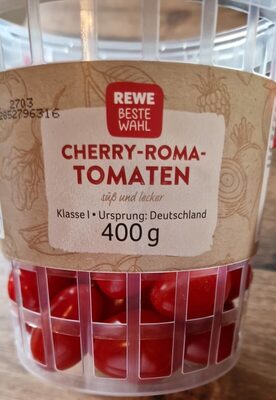 2703
2852796316
REWE
BESTE
WAHL
CHERRY-ROMA-
TOMATEN
süß und lecker
Klasse I • Ursprung: Deutschland
400 g